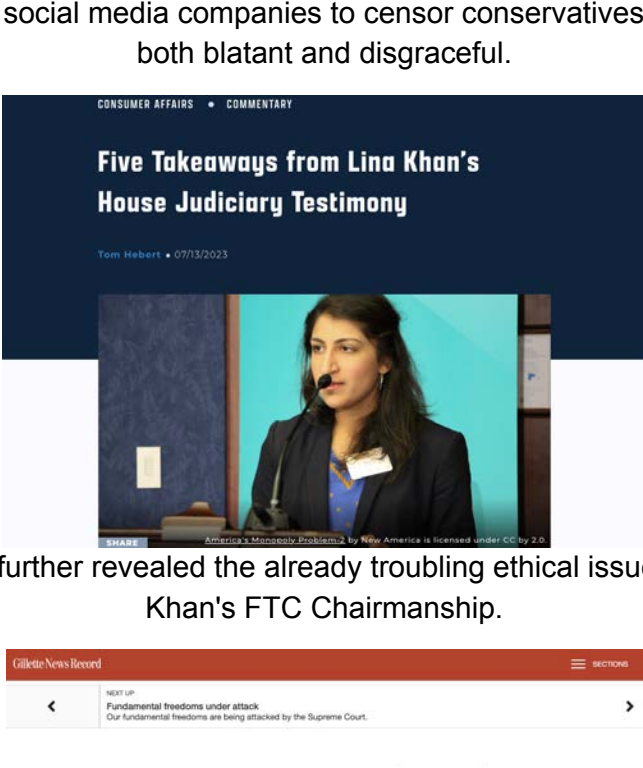 social media companies to censor conservatives
both blatant and disgraceful.
CONSUMER AFFAIRS • COMMENTARY
Five Takeaways from Lina Khan's
House Judiciary Testimony
Tom Hebert • 07/13/2023
SHARE
America's Monopoly Problem-2 by New America is licensed under CC by 2.0.
further revealed the already troubling ethical issue
Khan's FTC Chairmanship.
Gillette News Record
SECTIONS
NEXT UP
Fundamental freedoms under attack
Our fundamental freedoms are being attacked by the Supreme Court.